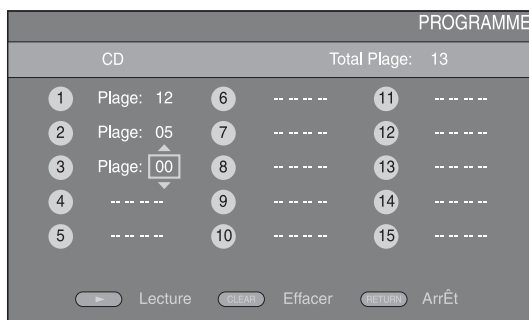 PROGRAMME
CD Total Plage: 13
1 Plage: 12 6 -- -- -- -- 11 -- -- -- --
2 Plage: 05 7 -- -- -- -- 12 -- -- -- --
3 Plage: 00 8 -- -- -- -- 13 -- -- -- --
4 -- -- -- -- 9 -- -- -- -- 14 -- -- -- --
5 -- -- -- -- 10 -- -- -- -- 15 -- -- -- --
Lecture CLEAR Effacer RETURN ArrÊt